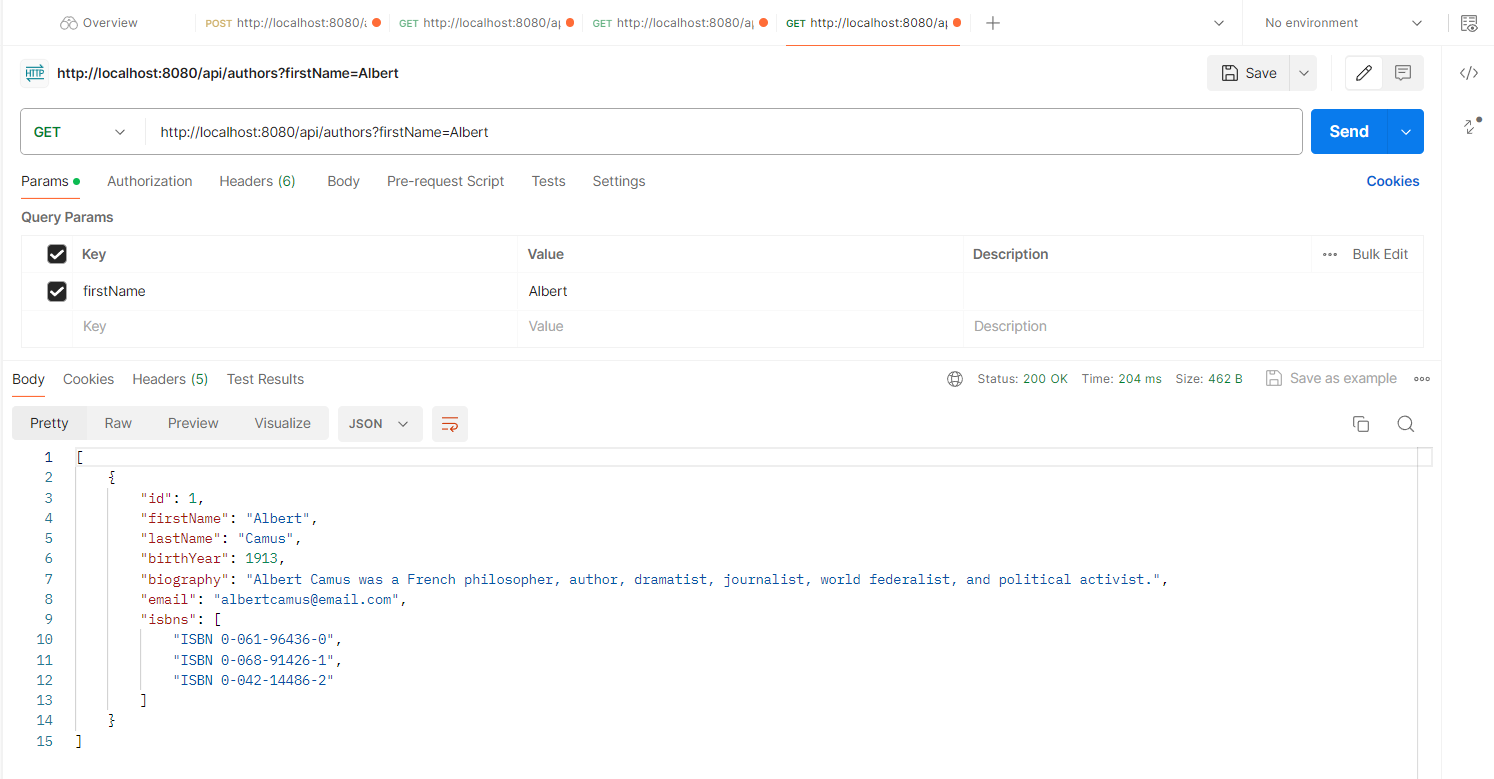 Overview POST http://localhost:8080/a GET http://localhost:8080/ap GET http://localhost:8080/ap GET http://localhost:8080/ap No environment
HTTP http://localhost:8080/api/authors?firstName=Albert Save
GET http://localhost:8080/api/authors?firstName=Albert Send
Params Authorization Headers (6) Body Pre-request Script Tests Settings Cookies
Query Params
Key Value Description Bulk Edit
firstName Albert
Key Value Description
Body Cookies Headers (5) Test Results Status: 200 OK Time: 204 ms Size: 462 B Save as example
Pretty Raw Preview Visualize JSON
1 [
2 {
3 "id": 1,
4 "firstName": "Albert",
5 "lastName": "Camus",
6 "birthYear": 1913,
7 "biography": "Albert Camus was a French philosopher, author, dramatist, journalist, world federalist, and political activist.",
8 "email": "albertcamus@email.com",
9 "isbns": [
10 "ISBN 0-061-96436-0",
11 "ISBN 0-068-91426-1",
12 "ISBN 0-042-14486-2"
13 ]
14 }
15 ]